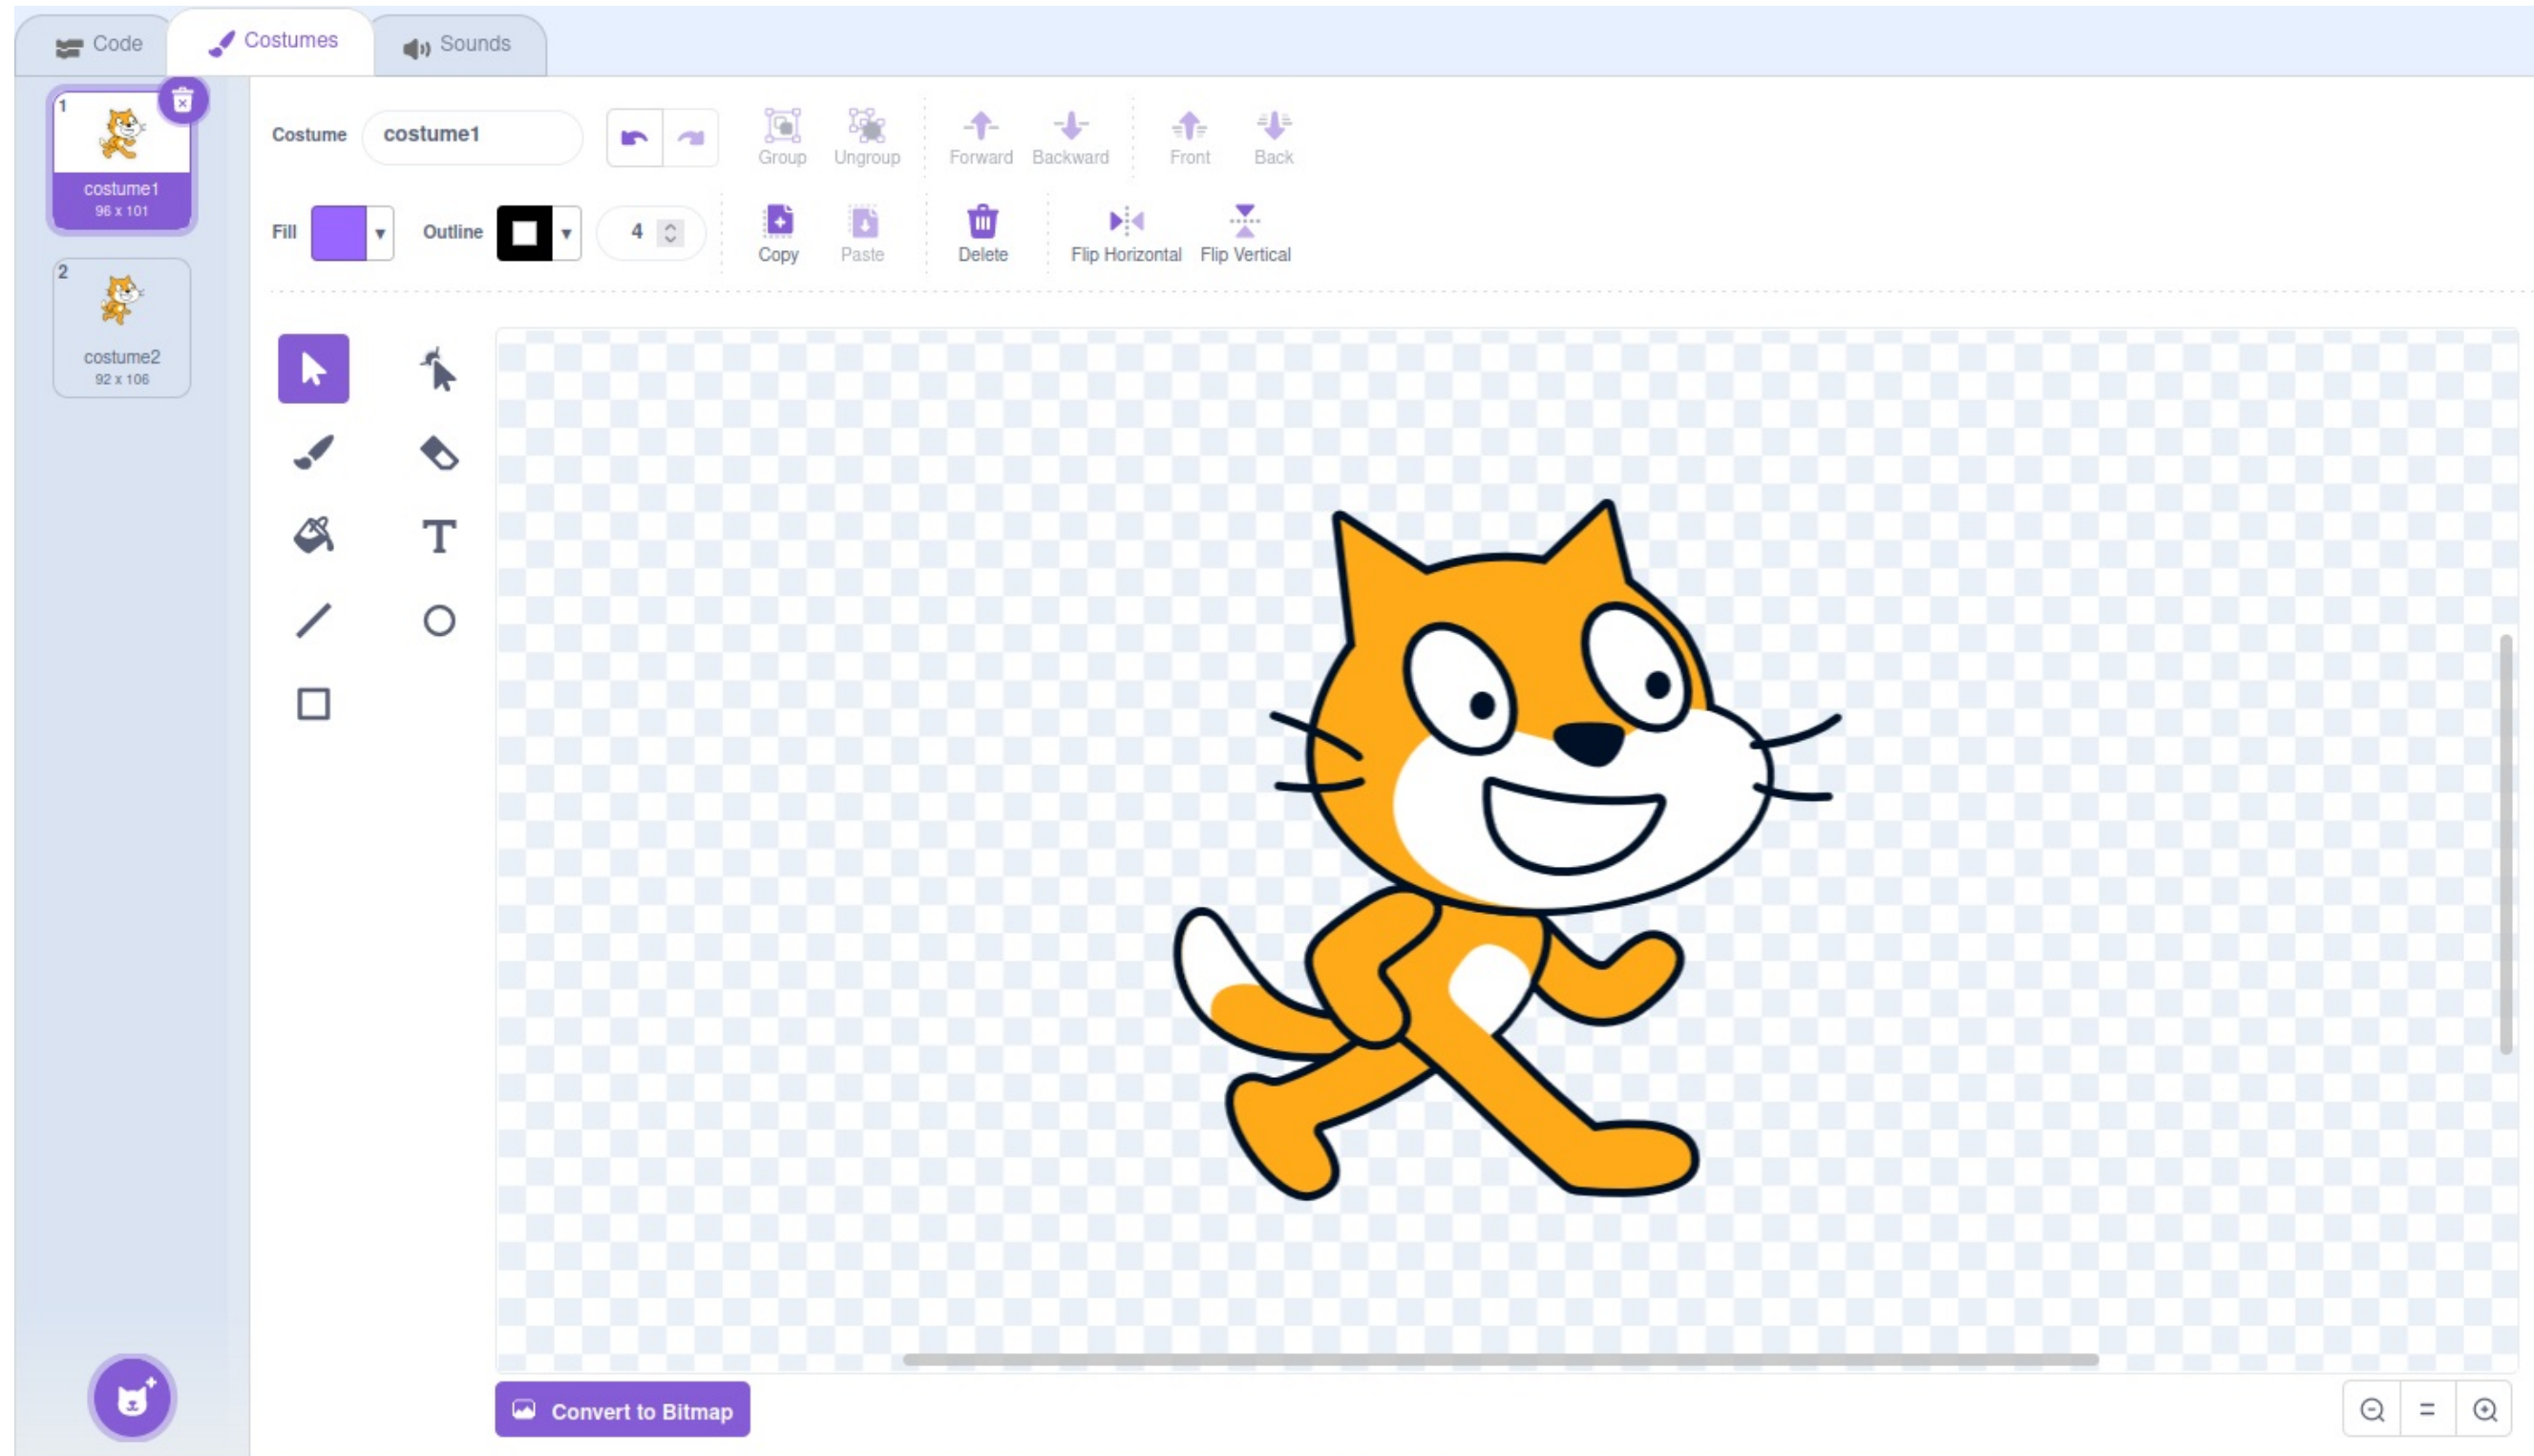 Code
Costumes
Sounds
1
costume1
96 x 101
2
costume2
92 x 106
Costume
costume1
Group
Ungroup
Forward
Backward
Front
Back
Fill
Outline
4
Copy
Paste
Delete
Flip Horizontal
Flip Vertical
T
Convert to Bitmap